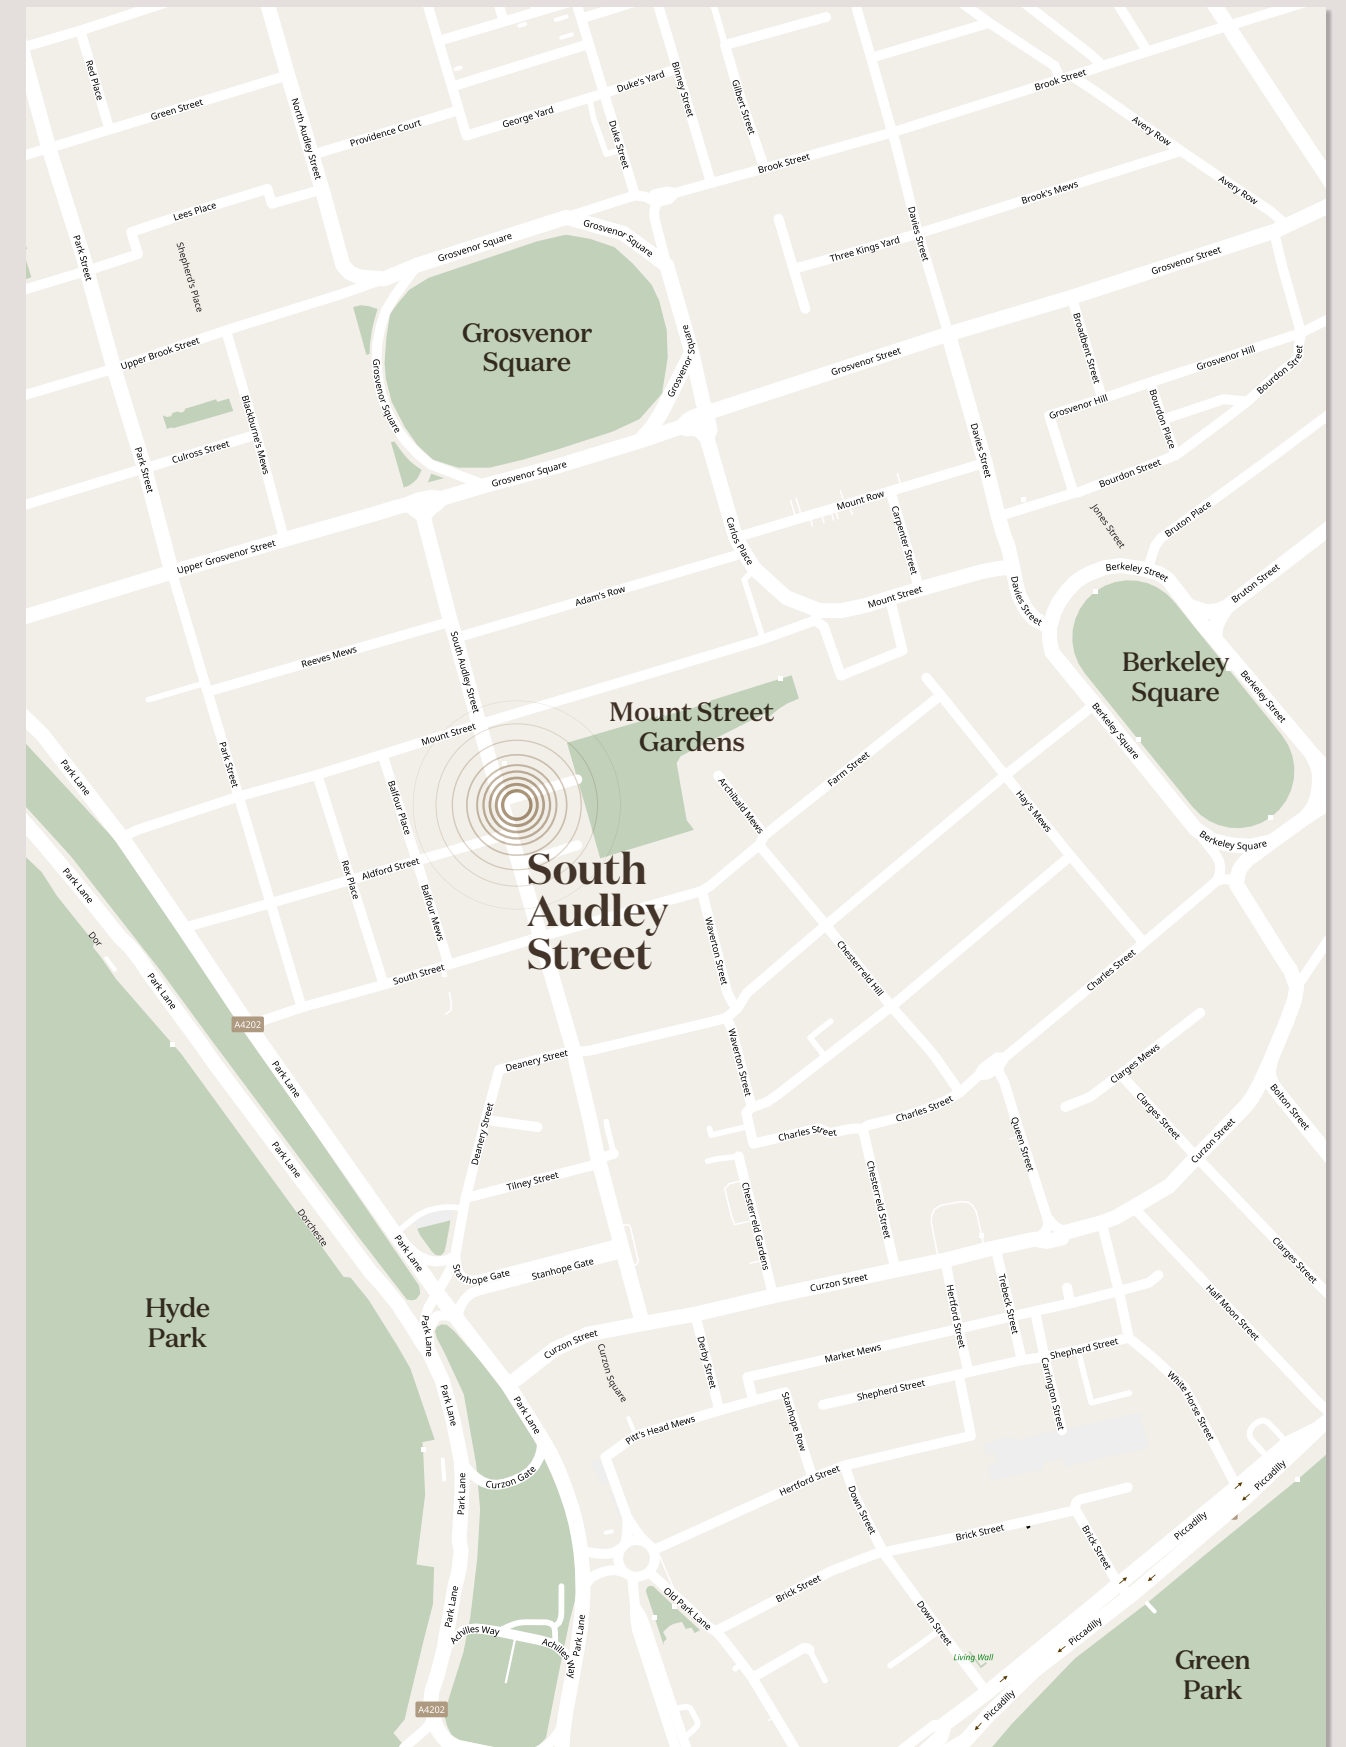 Red Place
Green Street
North Audley Street
Providence Court
George Yard
Duke's Yard
Duke Street
Binney Street
Gilbert Street
Brook Street
Brook Street
Avery Row
Avery Row
Brook's Mews
Lees Place
Shepherd's Place
Park Street
Grosvenor Square
Grosvenor Square
Three Kings Yard
Davies Street
Grosvenor Street
Grosvenor
Square
Upper Brook Street
Grosvenor Square
Grosvenor Square
Grosvenor Street
Broadbent Street
Grosvenor Hill
Bourdon Street
Grosvenor Hill
Bourdon Place
Blackburne's Mews
Culross Street
Park Street
Grosvenor Square
Davies Street
Bourdon Street
Mount Row
Carpenter Street
Carlos Place
Jones Street
Bruton Place
Upper Grosvenor Street
Berkeley Street
Bruton Street
Adam's Row
Mount Street
Davies Street
Reeves Mews
South Audley Street
Berkeley
Square
Berkeley Street
Berkeley Square
Mount Street
Gardens
Mount Street
Park Street
Park Lane
Balfour Place
Farm Street
Archibald Mews
Hay's Mews
Berkeley Square
Aldford Street
Rex Place
Park Lane
Balfour Mews
South
Audley
Street
Dor
Waverton Street
Chesterfeld Hill
Charles Street
South Street
Park Lane
A4202
Deanery Street
Waverton Street
Park Lane
Clarges Mews
Clarges Street
Bolton Street
Charles Street
Charles Street
Queen Street
Curzon Street
Deanery Street
Park Lane
Tilney Street
Chesterfeld Gardens
Chesterfeld Street
Dorcheste
Park Lane
Stanhope Gate
Stanhope Gate
Clarges Street
Curzon Street
Half Moon Street
Hertford Street
Trebeck Street
Hyde
Park
Park Lane
Curzon Street
Curzon Square
Derby Street
Market Mews
Shepherd Street
Shepherd Street
Carrington Street
White Horse Street
Park Lane
Park Lane
Pitt's Head Mews
Stanhope Row
Curzon Gate
Park Lane
Hertford Street
Down Street
Piccadilly
Piccadilly
Brick Street
Brick Street
Brick Street
Old Park Lane
Park Lane
Achilles Way
Achilles Way
Park Lane
Down Street
Living Wall
Piccadilly
Green
Park
Piccadilly
A4202